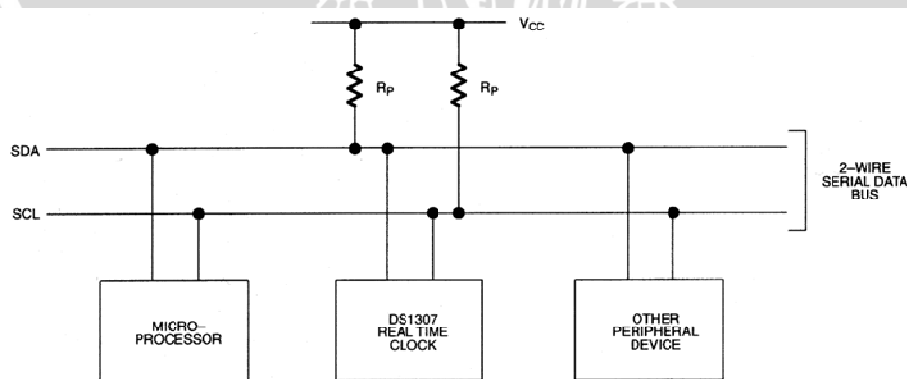 VCC
RP
RP
SDA
SCL
2-WIRE
SERIAL DATA
BUS
MICRO-
PROCESSOR
DS1307
REAL TIME
CLOCK
OTHER
PERIPHERAL
DEVICE